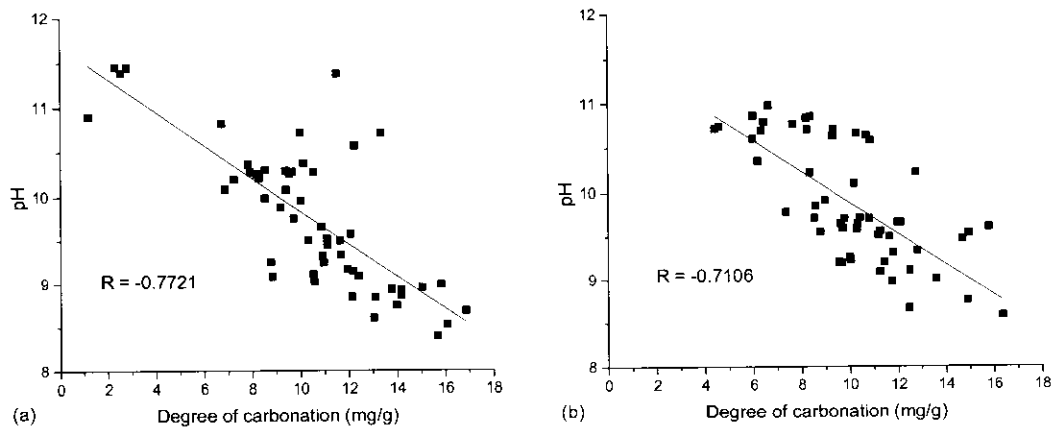 12
11
10
9
8
pH
R = -0.7721
0 2 4 6 8 10 12 14 16 18
(a) Degree of carbonation (mg/g)
12
11
10
9
8
pH
R = -0.7106
0 2 4 6 8 10 12 14 16 18
(b) Degree of carbonation (mg/g)